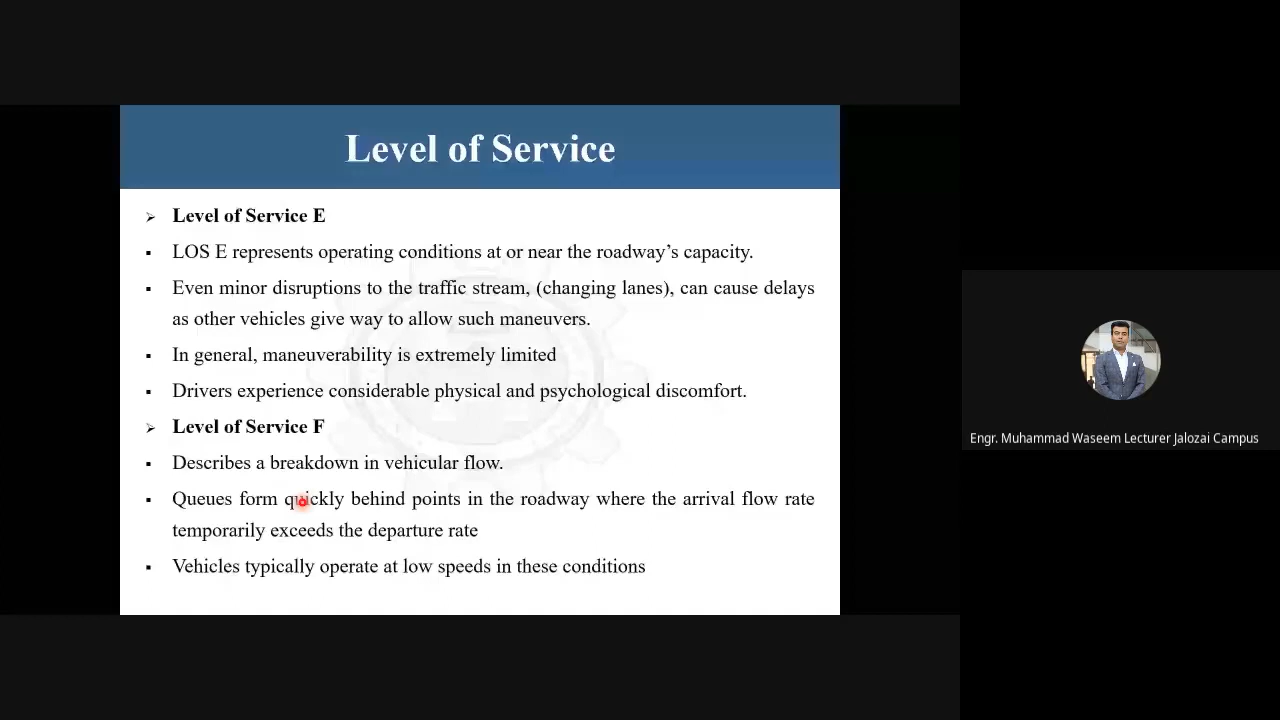 Level of Service
➢ Level of Service E
▪ LOS E represents operating conditions at or near the roadway’s capacity.
▪ Even minor disruptions to the traffic stream, (changing lanes), can cause delays
as other vehicles give way to allow such maneuvers.
▪ In general, maneuverability is extremely limited
▪ Drivers experience considerable physical and psychological discomfort.
➢ Level of Service F
▪ Describes a breakdown in vehicular flow.
▪ Queues form quickly behind points in the roadway where the arrival flow rate
temporarily exceeds the departure rate
▪ Vehicles typically operate at low speeds in these conditions
Engr. Muhammad Waseem Lecturer Jalozai Campus